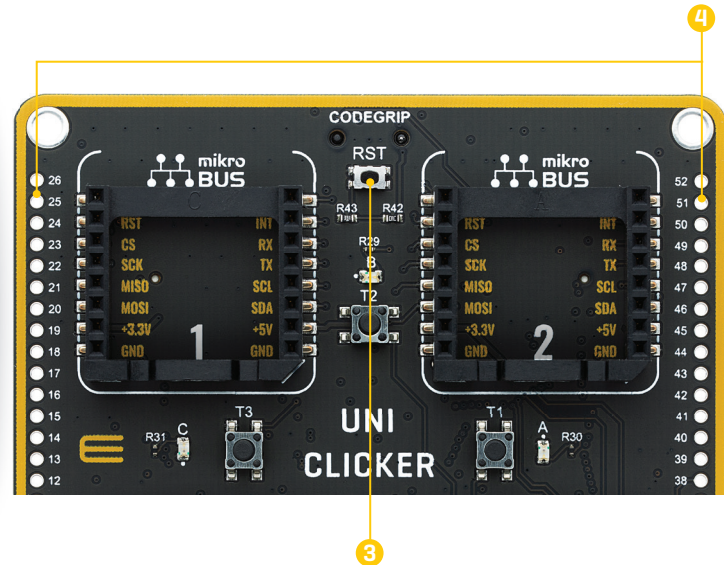 4
CODEGRIP
RST
mikro
BUS
mikro
BUS
26
25
24
23
22
21
20
19
18
17
16
15
14
13
12
52
51
50
49
48
47
46
45
44
43
42
41
40
39
38
C
RST INT
CS RX
SCK TX
MISO SCL
MOSI SDA
+3.3V +5V
GND GND
1
A
RST INT
CS RX
SCK TX
MISO SCL
MOSI SDA
+3.3V +5V
GND GND
2
R43
R42
R29
B
T2
T3
T1
C
R31
A
R30
UNI
CLICKER
3